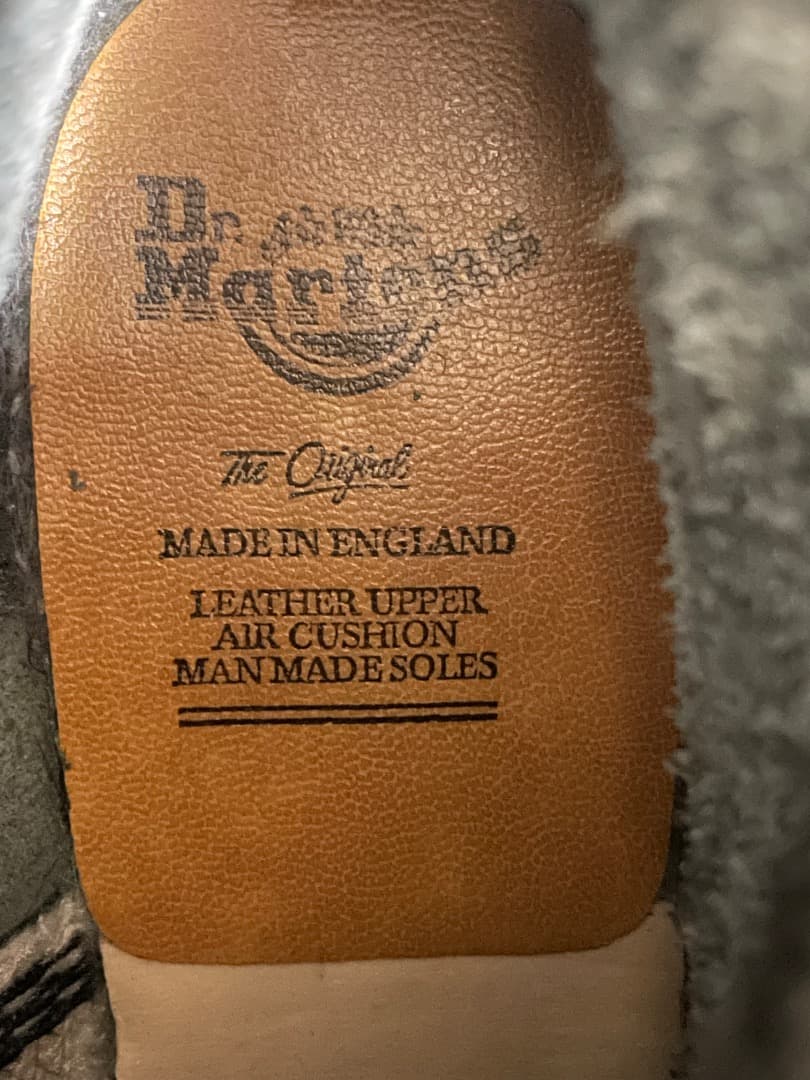 Dr.
Martens
The Original
MADE IN ENGLAND
LEATHER UPPER
AIR CUSHION
MAN MADE SOLES